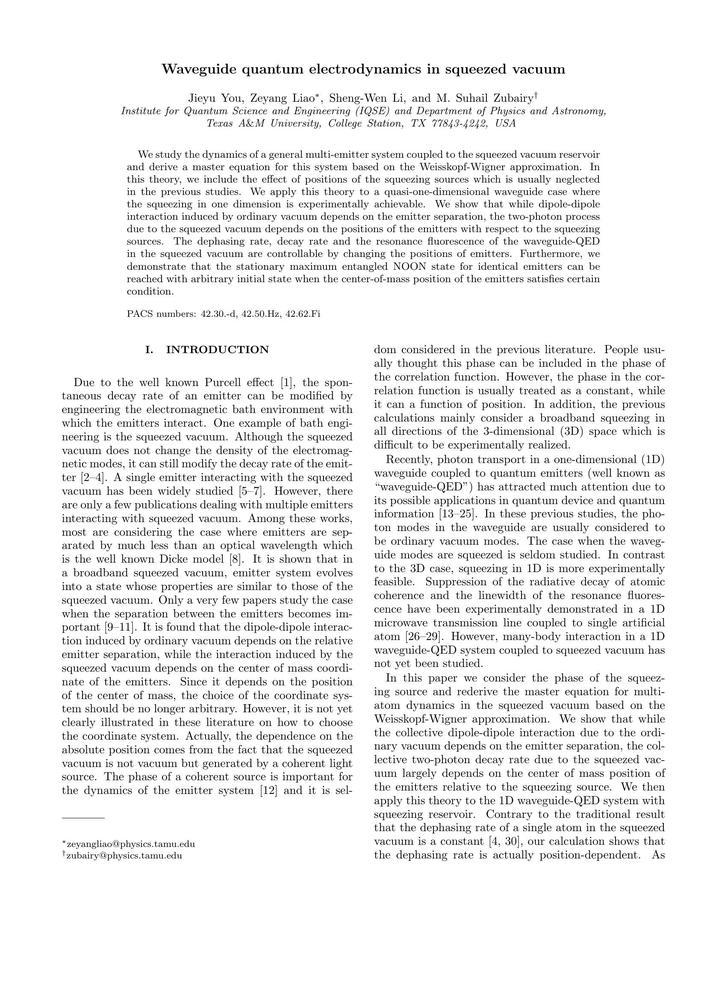 Waveguide quantum electrodynamics in squeezed vacuum
Jieyu You, Zeyang Liao*, Sheng-Wen Li, and M. Suhail Zubairy†
Institute for Quantum Science and Engineering (IQSE) and Department of Physics and Astronomy,
Texas A&M University, College Station, TX 77843-4242, USA
We study the dynamics of a general multi-emitter system coupled to the squeezed vacuum reservoir
and derive a master equation for this system based on the Weisskopf-Wigner approximation. In
this theory, we include the effect of positions of the squeezing sources which is usually neglected
in the previous studies. We apply this theory to a quasi-one-dimensional waveguide case where
the squeezing in one dimension is experimentally achievable. We show that while dipole-dipole
interaction induced by ordinary vacuum depends on the emitter separation, the two-photon process
due to the squeezed vacuum depends on the positions of the emitters with respect to the squeezing
sources. The dephasing rate, decay rate and the resonance fluorescence of the waveguide-QED
in the squeezed vacuum are controllable by changing the positions of emitters. Furthermore, we
demonstrate that the stationary maximum entangled NOON state for identical emitters can be
reached with arbitrary initial state when the center-of-mass position of the emitters satisfies certain
condition.
PACS numbers: 42.30.-d, 42.50.Hz, 42.62.Fi
I. INTRODUCTION
Due to the well known Purcell effect [1], the spon-
taneous decay rate of an emitter can be modified by
engineering the electromagnetic bath environment with
which the emitters interact. One example of bath engi-
neering is the squeezed vacuum. Although the squeezed
vacuum does not change the density of the electromag-
netic modes, it can still modify the decay rate of the emit-
ter [2–4]. A single emitter interacting with the squeezed
vacuum has been widely studied [5–7]. However, there
are only a few publications dealing with multiple emitters
interacting with squeezed vacuum. Among these works,
most are considering the case where emitters are sep-
arated by much less than an optical wavelength which
is the well known Dicke model [8]. It is shown that in
a broadband squeezed vacuum, emitter system evolves
into a state whose properties are similar to those of the
squeezed vacuum. Only a very few papers study the case
when the separation between the emitters becomes im-
portant [9–11]. It is found that the dipole-dipole interac-
tion induced by ordinary vacuum depends on the relative
emitter separation, while the interaction induced by the
squeezed vacuum depends on the center of mass coordi-
nate of the emitters. Since it depends on the position
of the center of mass, the choice of the coordinate sys-
tem should be no longer arbitrary. However, it is not yet
clearly illustrated in these literature on how to choose
the coordinate system. Actually, the dependence on the
absolute position comes from the fact that the squeezed
vacuum is not vacuum but generated by a coherent light
source. The phase of a coherent source is important for
the dynamics of the emitter system [12] and it is sel-
*zeyangliao@physics.tamu.edu
†zubairy@physics.tamu.edu
dom considered in the previous literature. People usu-
ally thought this phase can be included in the phase of
the correlation function. However, the phase in the cor-
relation function is usually treated as a constant, while
it can a function of position. In addition, the previous
calculations mainly consider a broadband squeezing in
all directions of the 3-dimensional (3D) space which is
difficult to be experimentally realized.
Recently, photon transport in a one-dimensional (1D)
waveguide coupled to quantum emitters (well known as
“waveguide-QED”) has attracted much attention due to
its possible applications in quantum device and quantum
information [13–25]. In these previous studies, the pho-
ton modes in the waveguide are usually considered to
be ordinary vacuum modes. The case when the waveg-
uide modes are squeezed is seldom studied. In contrast
to the 3D case, squeezing in 1D is more experimentally
feasible. Suppression of the radiative decay of atomic
coherence and the linewidth of the resonance fluores-
cence have been experimentally demonstrated in a 1D
microwave transmission line coupled to single artificial
atom [26–29]. However, many-body interaction in a 1D
waveguide-QED system coupled to squeezed vacuum has
not yet been studied.
In this paper we consider the phase of the squeez-
ing source and rederive the master equation for multi-
atom dynamics in the squeezed vacuum based on the
Weisskopf-Wigner approximation. We show that while
the collective dipole-dipole interaction due to the ordi-
nary vacuum depends on the emitter separation, the col-
lective two-photon decay rate due to the squeezed vac-
uum largely depends on the center of mass position of
the emitters relative to the squeezing source. We then
apply this theory to the 1D waveguide-QED system with
squeezing reservoir. Contrary to the traditional result
that the dephasing rate of a single atom in the squeezed
vacuum is a constant [4, 30], our calculation shows that
the dephasing rate is actually position-dependent. As